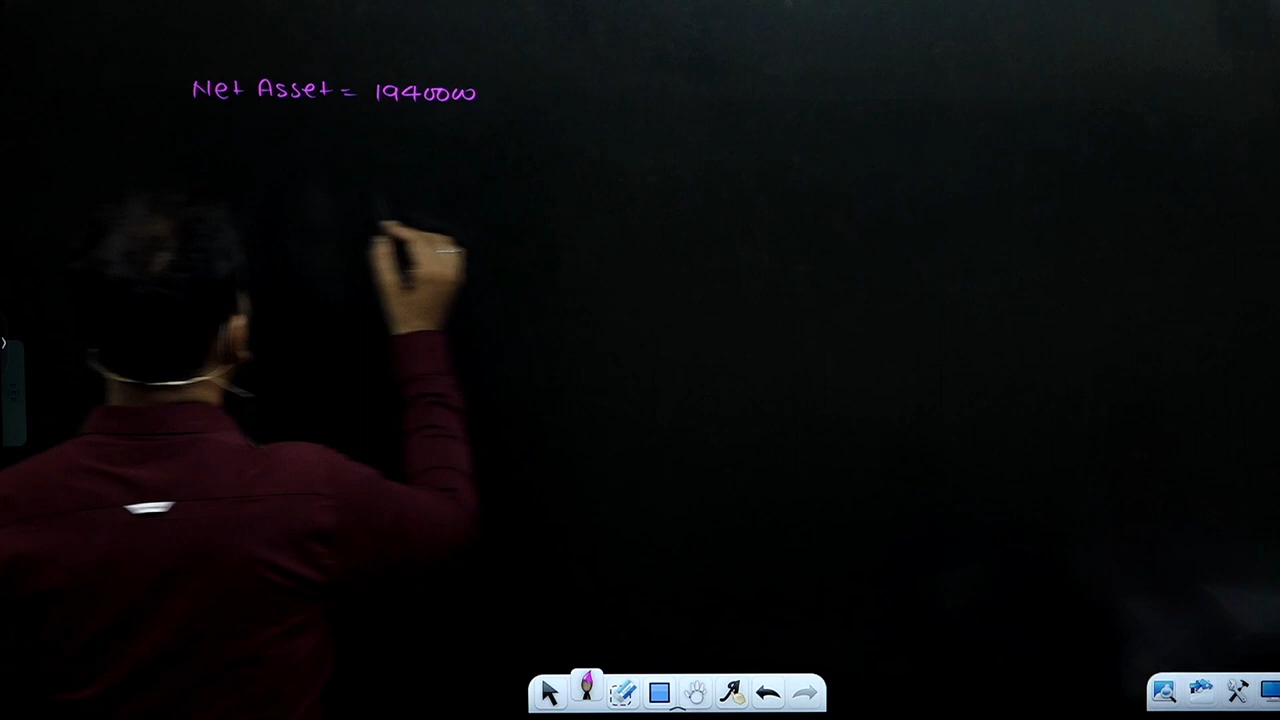 Net Asset = 1940000